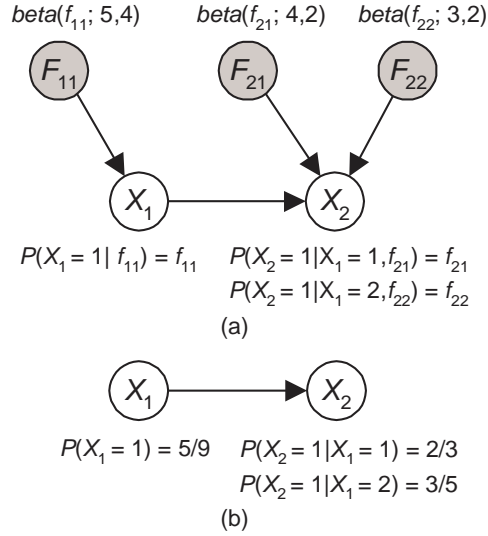 beta(f₁₁; 5,4) beta(f₂₁; 4,2) beta(f₂₂; 3,2)
F₁₁ F₂₁ F₂₂
X₁ X₂
P(X₁ = 1| f₁₁) = f₁₁ P(X₂ = 1|X₁ = 1,f₂₁) = f₂₁
P(X₂ = 1|X₁ = 2,f₂₂) = f₂₂
(a)
X₁ X₂
P(X₁ = 1) = 5/9 P(X₂ = 1|X₁ = 1) = 2/3
P(X₂ = 1|X₁ = 2) = 3/5
(b)